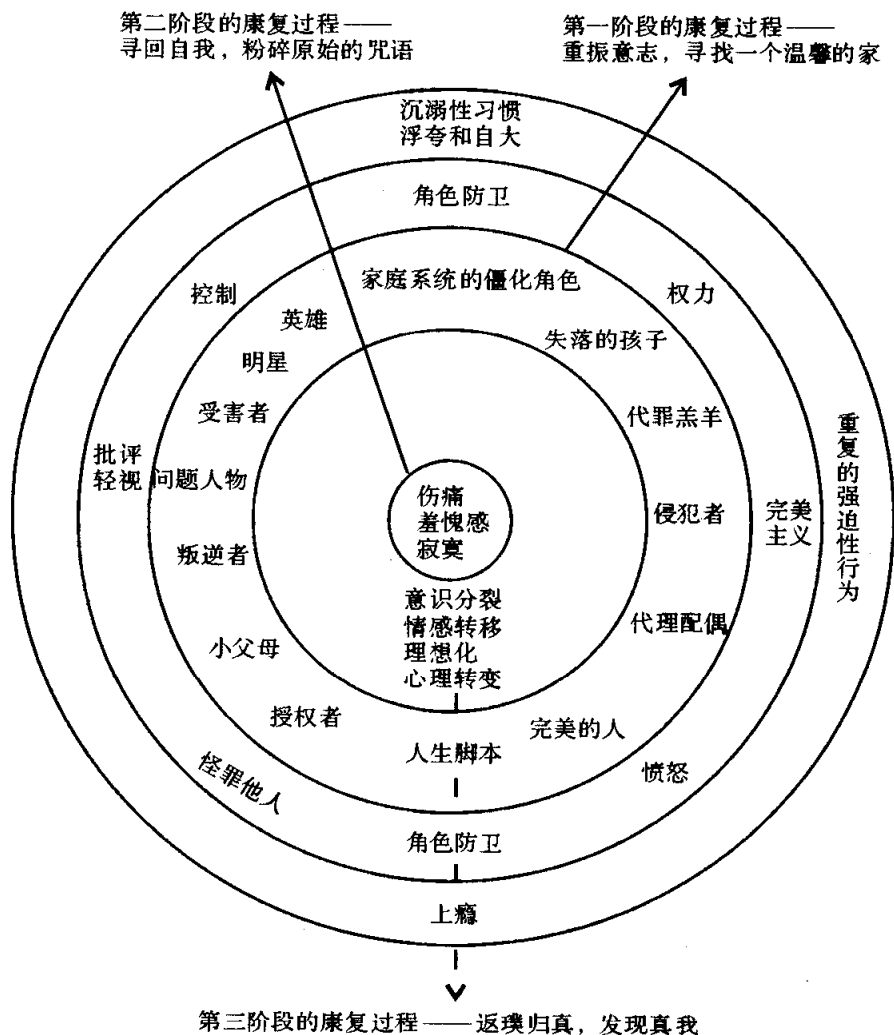 第二阶段的康复过程——
寻回自我，粉碎原始的咒语
第一阶段的康复过程——
重振意志，寻找一个温馨的家
沉溺性习惯
浮夸和自大
角色防卫
控制
权力
家庭系统的僵化角色
英雄
失落的孩子
明星
受害者
代罪羔羊
批评
轻视
问题人物
伤痛
羞愧感
寂寞
侵犯者
完美
主义
重复的强迫性行为
叛逆者
意识分裂
情感转移
理想化
心理转变
代理配偶
小父母
授权者
完美的人
人生脚本
怪罪他人
愤怒
角色防卫
上瘾
第三阶段的康复过程——返璞归真，发现真我